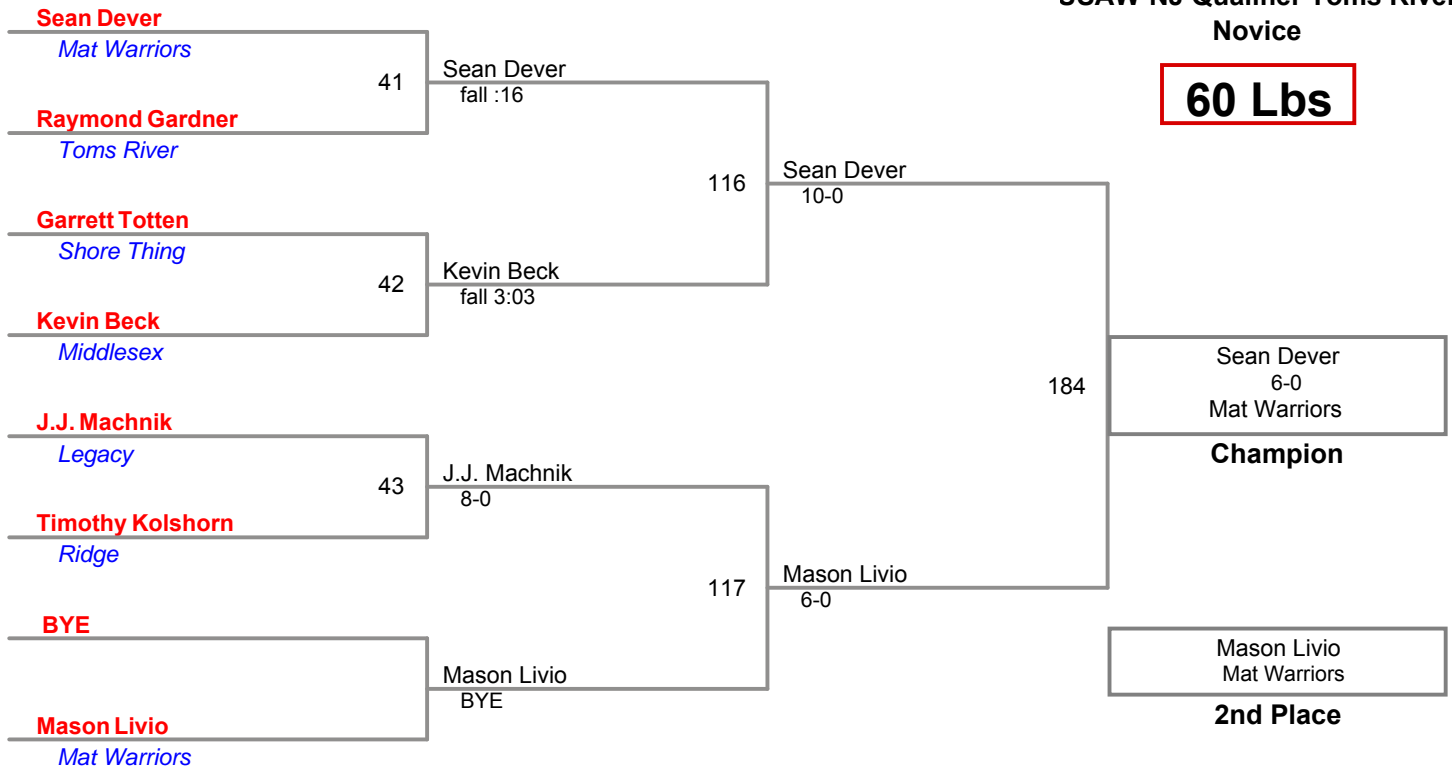 Novice
60 Lbs
Sean Dever
Mat Warriors
41
Raymond Gardner
Toms River
Sean Dever
fall :16
Garrett Totten
Shore Thing
42
Kevin Beck
Middlesex
Kevin Beck
fall 3:03
116
Sean Dever
10-0
J.J. Machnik
Legacy
43
Timothy Kolshorn
Ridge
J.J. Machnik
8-0
BYE
Mason Livio
Mat Warriors
Mason Livio
BYE
117
Mason Livio
6-0
184
Sean Dever
6-0
Mat Warriors
Champion
Mason Livio
Mat Warriors
2nd Place